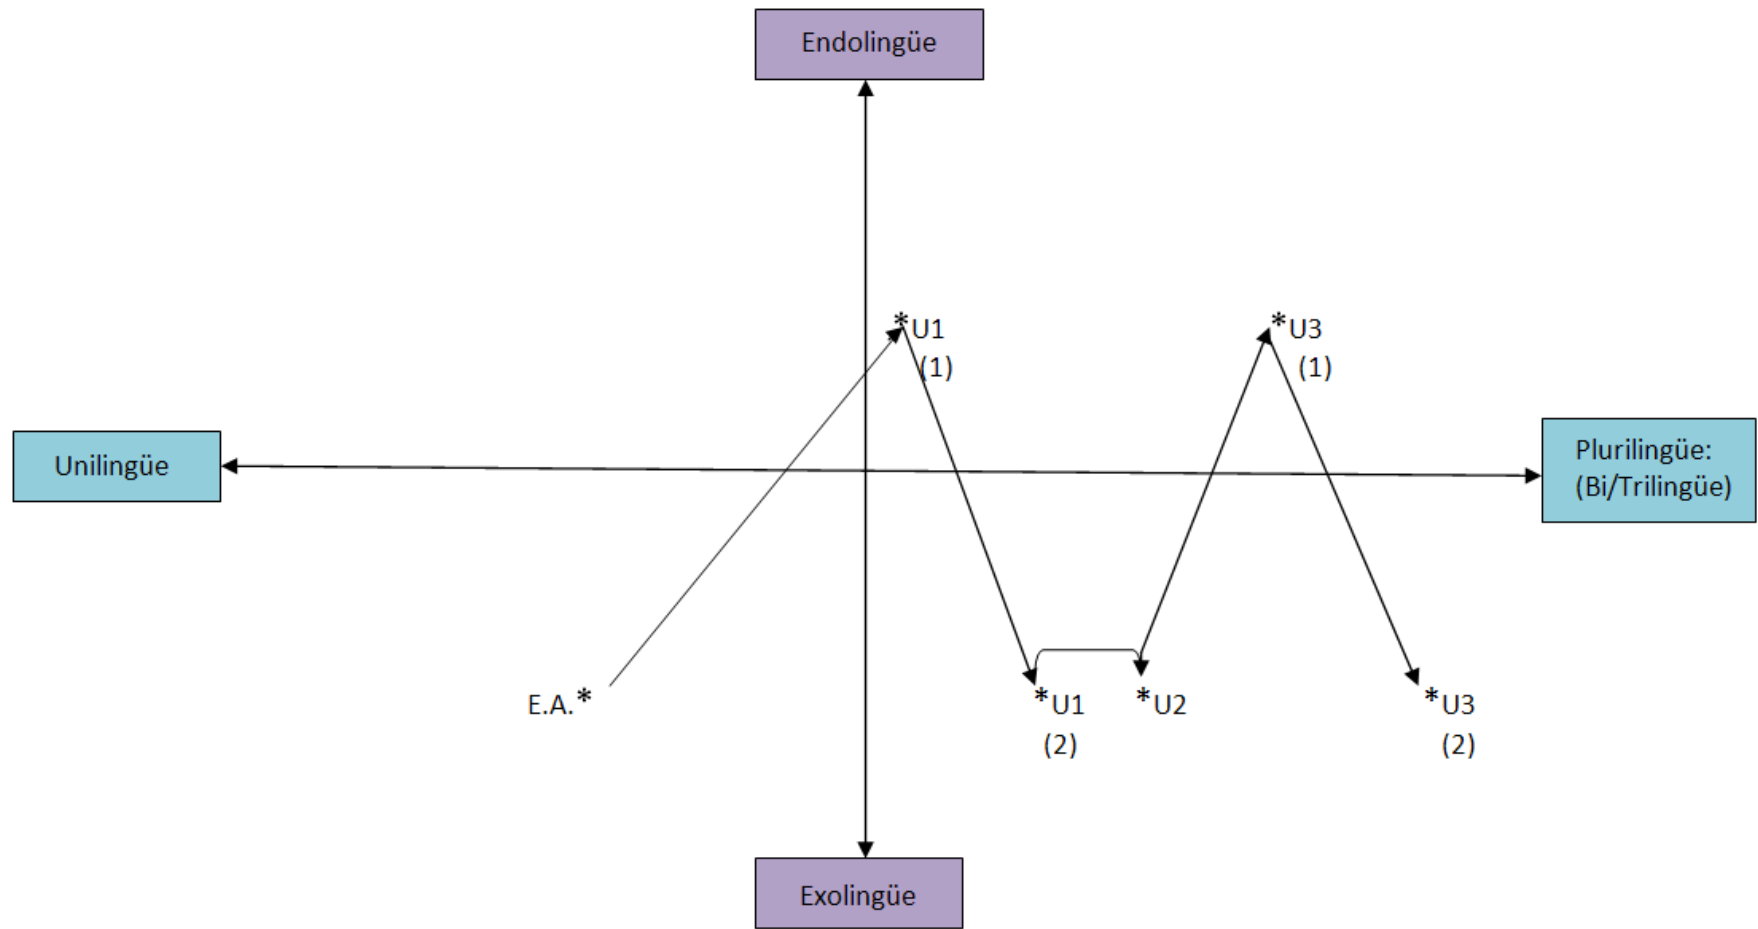 Endolingüe
*U1
(1)
*U3
(1)
Unilingüe
Plurilingüe:
(Bi/Trilingüe)
E.A.*
*U1
(2)
*U2
*U3
(2)
Exolingüe